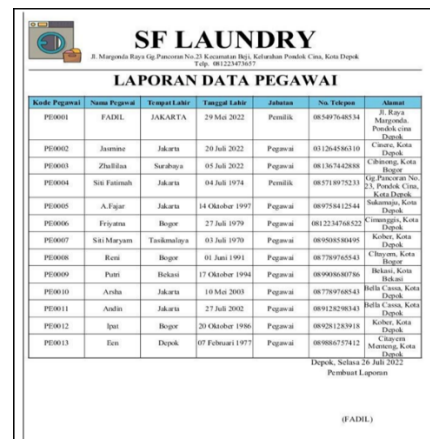 SF LAUNDRY
Jl. Margonda Raya Gg.Pancoran No.23 Kecamatan Beji, Kelurahan Pondok Cina, Kota Depok
Telp. 081223473657
LAPORAN DATA PEGAWAI
Kode Pegawai Nama Pegawai Tempat Lahir Tanggal Lahir Jabatan No. Telepon Alamat
PE0001 FADIL JAKARTA 29 Mei 2022 Pemilik 085497648534 Jl. Raya
Margonda,
Pondok cina
Depok
PE0002 Jasmine Jakarta 20 Juli 2022 Pegawai 031264586310 Cinere, Kota
Depok
PE0003 Surabaya 05 Juli 2022 Pegawai 081367442888 Cibinong, Kota
Bogor
PE0004 Siti Fatimah Jakarta 04 Juli 1974 Pemilik 085718975233 Gg.Pancoran No.
23, Pondok Cina,
Kota Depok
PE0005 A.Fajar Jakarta 14 Oktober 1997 Pegawai 089758412544 Sukamaju, Kota
Depok
PE0006 Friyatna Bogor 27 Juli 1979 Pegawai 0812234768522 Cimanggis, Kota
Depok
PE0007 Siti Maryam Tasikmalaya 03 Juli 1970 Pegawai 089508580495 Kober, Kota
Depok
PE0008 Reni Bogor 01 Juni 1991 Pegawai 087789765543 Kota
Bogor
PE0009 Putri Bekasi 17 Oktober 1994 Pegawai 089908680786 Bekasi, Kota
Bekasi
PE0010 Arsha Jakarta 10 Mei 2003 Pegawai 087789768543 Bella Cassa, Kota
Depok
PE0011 Andin Jakarta 27 Juli 2002 Pegawai 089128298343 Bella Cassa, Kota
Depok
PE0012 Ipat Bogor 20 Oktober 1986 Pegawai 089281283918 Kober, Kota
Depok
PE0013 Een Depok 07 Februari 1977 Pegawai 089886757412 Citayem
Menteng, Kota
Depok
Depok, Selasa 26 Juli 2022
Pembuat Laporan
(FADIL)